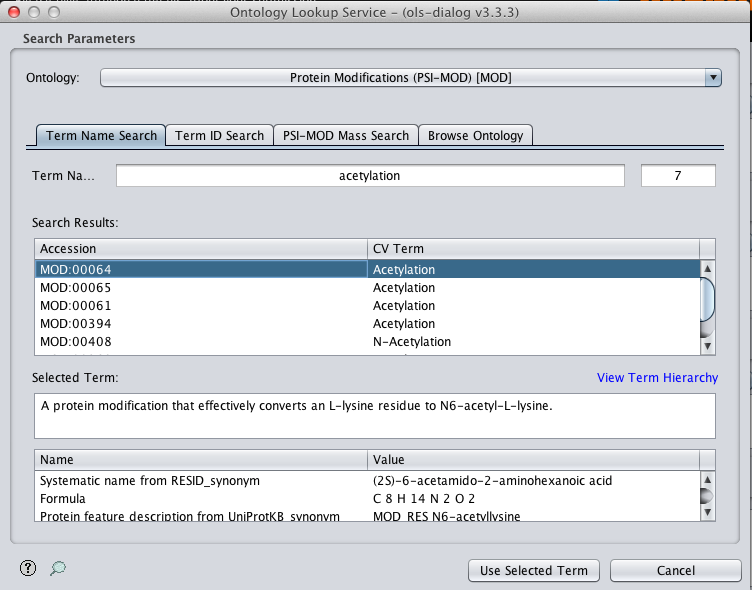 Ontology Lookup Service - (ols-dialog v3.3.3)
Search Parameters
Ontology: Protein Modifications (PSI-MOD) [MOD]
Term Name Search Term ID Search PSI-MOD Mass Search Browse Ontology
Term Na... acetylation 7
Search Results:
Accession CV Term
MOD:00064 Acetylation
MOD:00065 Acetylation
MOD:00061 Acetylation
MOD:00394 Acetylation
MOD:00408 N-Acetylation
Selected Term: View Term Hierarchy
A protein modification that effectively converts an L-lysine residue to N6-acetyl-L-lysine.
Name Value
Systematic name from RESID_synonym (2S)-6-acetamido-2-aminohexanoic acid
Formula C 8 H 14 N 2 O 2
Protein feature description from UniProtKB_synonym MOD_RES N6-acetyllysine
? Use Selected Term Cancel